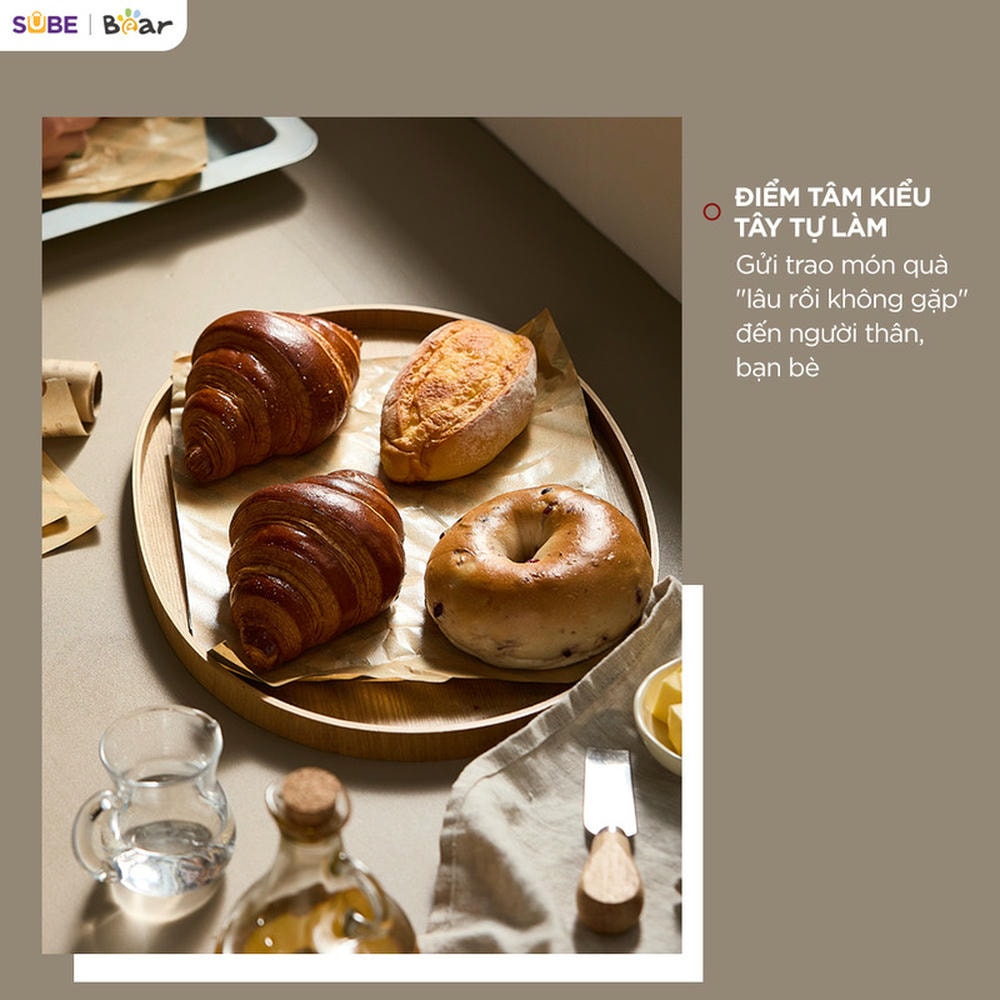 SUBE | Bear
ĐIỂM TÂM KIỂU
TÂY TỰ LÀM
Gửi trao món quà
"lâu rồi không gặp"
đến người thân,
bạn bè